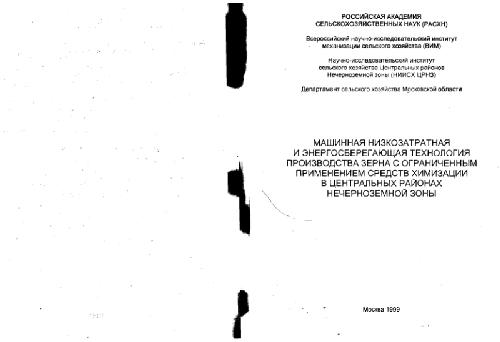 РОССИЙСКАЯ АКАДЕМИЯ
СЕЛЬСКОХОЗЯЙСТВЕННЫХ НАУК (РАСХН)
Всероссийский научно-исследовательский институт
механизации сельского хозяйства (ВИМ)
Научно-исследовательский институт
сельского хозяйства Центральных районов
Нечерноземной зоны (НИИСХ ЦРНЗ)
Департамент сельского хозяйства Московской области
МАШИННАЯ НИЗКОЗАТРАТНАЯ
И ЭНЕРГОСБЕРЕГАЮЩАЯ ТЕХНОЛОГИЯ
ПРОИЗВОДСТВА ЗЕРНА С ОГРАНИЧЕННЫМ
ПРИМЕНЕНИЕМ СРЕДСТВ ХИМИЗАЦИИ
В ЦЕНТРАЛЬНЫХ РАЙОНАХ
НЕЧЕРНОЗЕМНОЙ ЗОНЫ
Москва 1999